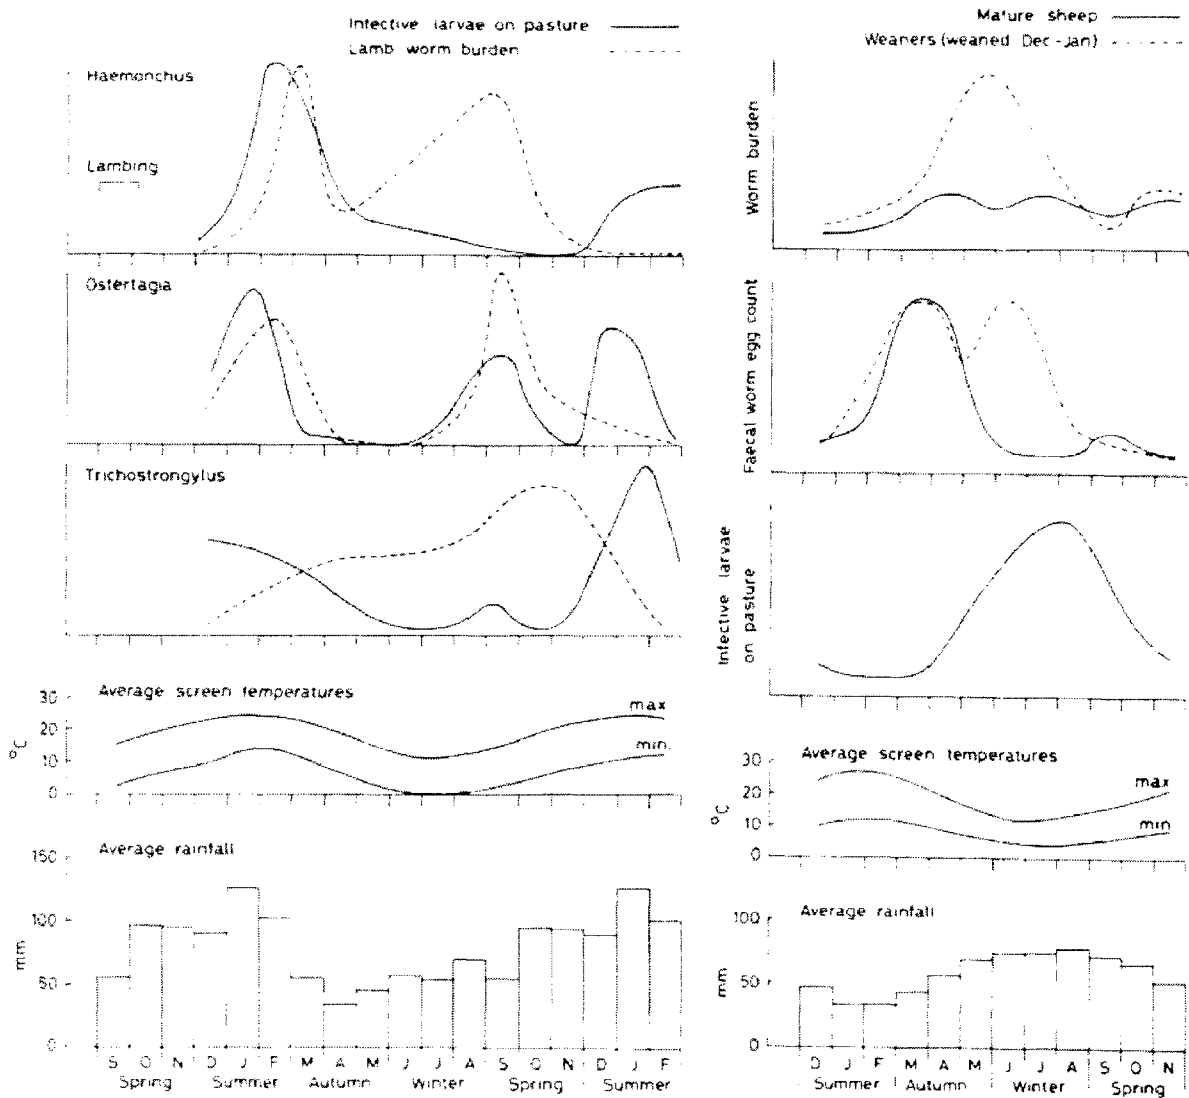 Infective larvae on pasture
Lamb worm burden
Haemonchus
Lambing
Ostertagia
Trichostrongylus
Average screen temperatures
30
20
10
0
°C
max
min.
Average rainfall
150
100
50
0
mm
S O N D J F M A M J J A S O N D J F
Spring Summer Autumn Winter Spring Summer
Mature sheep
Weaners (weaned Dec-Jan)
Worm burden
Faecal worm egg count
Infective larvae
on pasture
Average screen temperatures
30
20
10
0
°C
max
min
Average rainfall
100
50
0
mm
D J F M A M J J A S O N
Summer Autumn Winter Spring